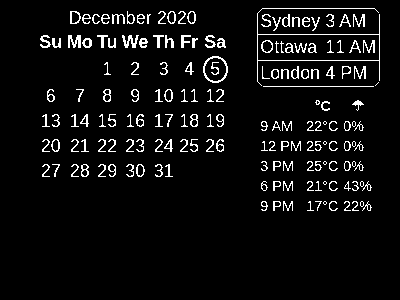 December 2020
Su Mo Tu We Th Fr Sa
1 2 3 4 5
6 7 8 9 10 11 12
13 14 15 16 17 18 19
20 21 22 23 24 25 26
27 28 29 30 31
Sydney 3 AM
Ottawa 11 AM
London 4 PM
°C ☂
9 AM 22°C 0%
12 PM 25°C 0%
3 PM 25°C 0%
6 PM 21°C 43%
9 PM 17°C 22%